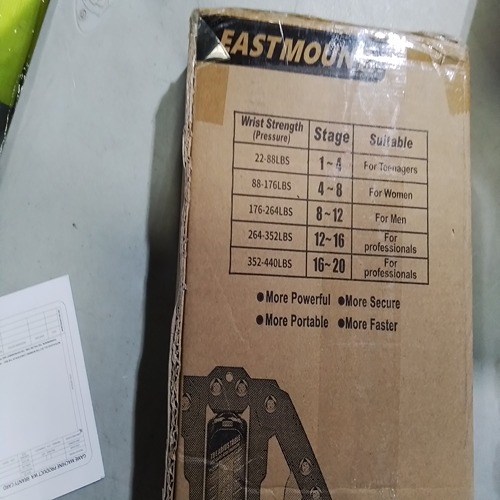 EASTMOUN
Wrist Strength (Pressure) Stage Suitable
22-88LBS 1~4 For Teenagers
88-176LBS 4~8 For Women
176-264LBS 8~12 For Men
264-352LBS 12~16 For professionals
352-440LBS 16~20 For professionals
●More Powerful ●More Secure
●More Portable ●More Faster